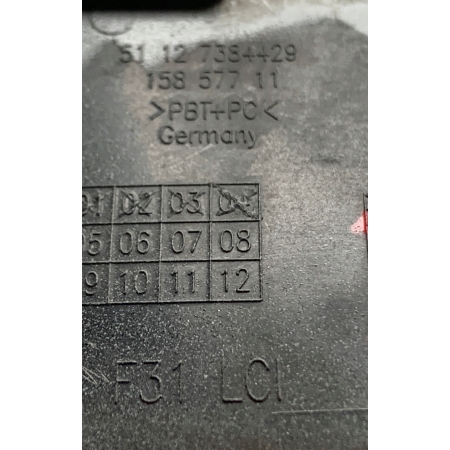 51 12 7384429
158 577 11
>PBT+PC<
Germany
01 02 03 04
05 06 07 08
09 10 11 12
F31 LCI